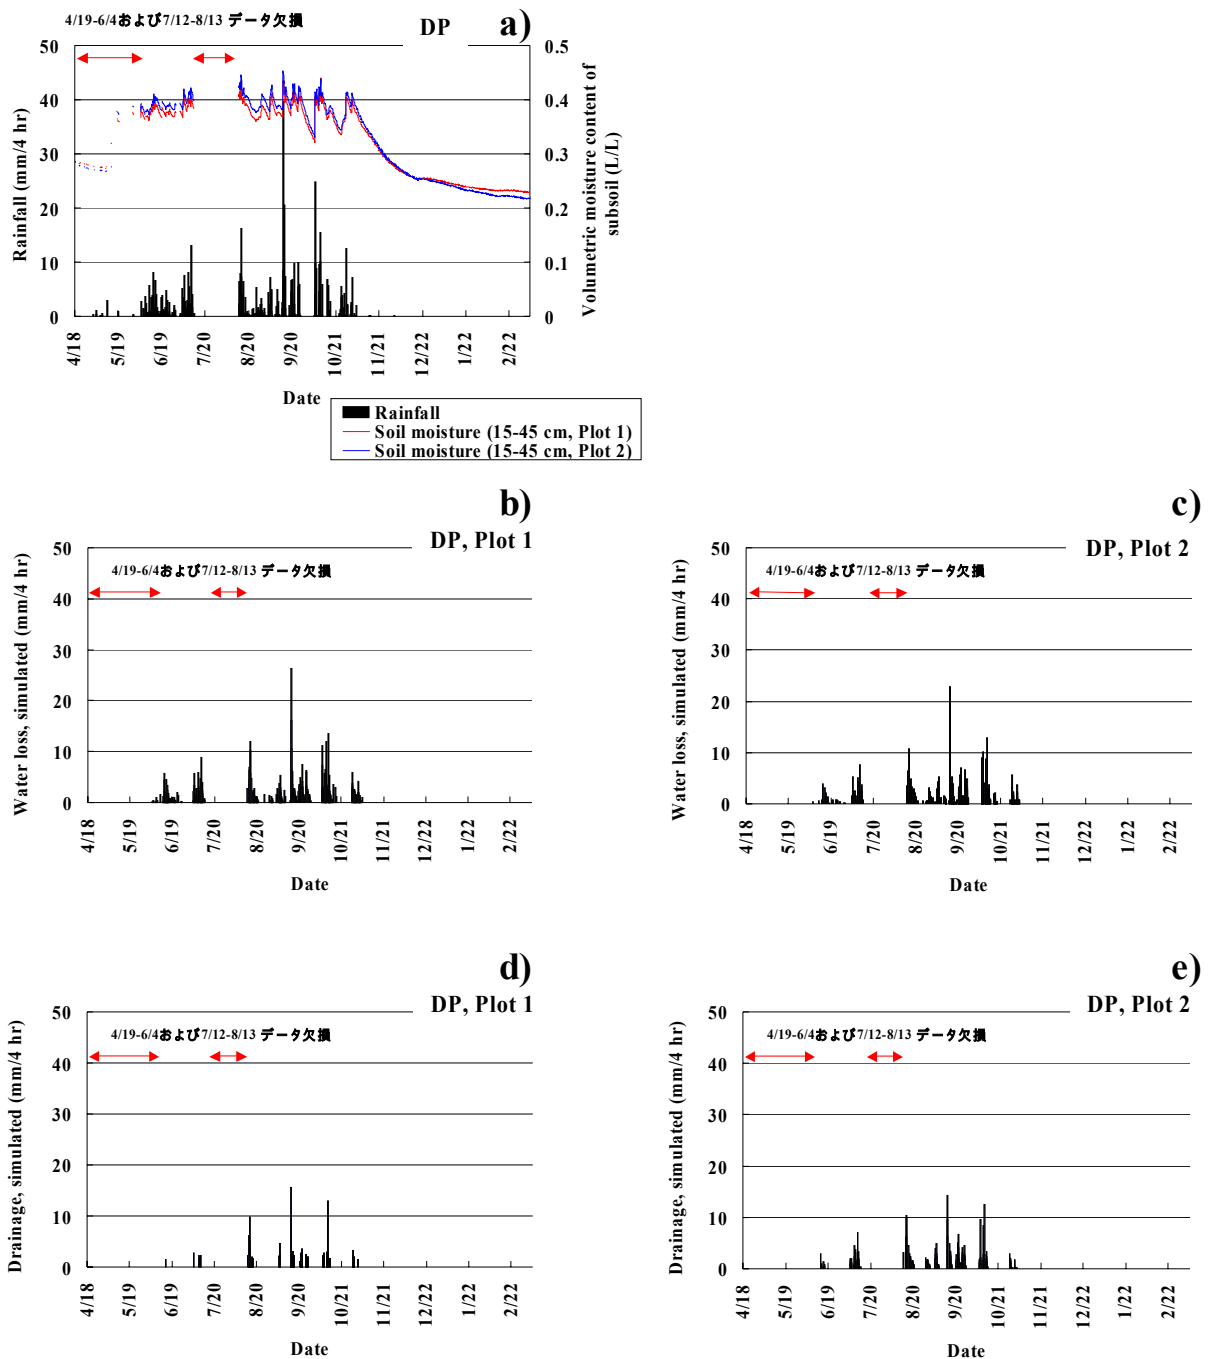 4/19-6/4および7/12-8/13 データ欠損
a)
DP
Rainfall (mm/4 hr)
50
40
30
20
10
0
0.5
0.4
0.3
0.2
0.1
0
Volumetric moisture content of
subsoil (L/L)
4/18 5/19 6/19 7/20 8/20 9/20 10/21 11/21 12/22 1/22 2/22
Date
Rainfall
Soil moisture (15-45 cm, Plot 1)
Soil moisture (15-45 cm, Plot 2)
b)
DP, Plot 1
4/19-6/4および7/12-8/13 データ欠損
Water loss, simulated (mm/4 hr)
50
40
30
20
10
0
4/18 5/19 6/19 7/20 8/20 9/20 10/21 11/21 12/22 1/22 2/22
Date
c)
DP, Plot 2
4/19-6/4および7/12-8/13 データ欠損
Water loss, simulated (mm/4 hr)
50
40
30
20
10
0
4/18 5/19 6/19 7/20 8/20 9/20 10/21 11/21 12/22 1/22 2/22
Date
d)
DP, Plot 1
4/19-6/4および7/12-8/13 データ欠損
Drainage, simulated (mm/4 hr)
50
40
30
20
10
0
4/18 5/19 6/19 7/20 8/20 9/20 10/21 11/21 12/22 1/22 2/22
Date
e)
DP, Plot 2
4/19-6/4および7/12-8/13 データ欠損
Drainage, simulated (mm/4 hr)
50
40
30
20
10
0
4/18 5/19 6/19 7/20 8/20 9/20 10/21 11/21 12/22 1/22 2/22
Date